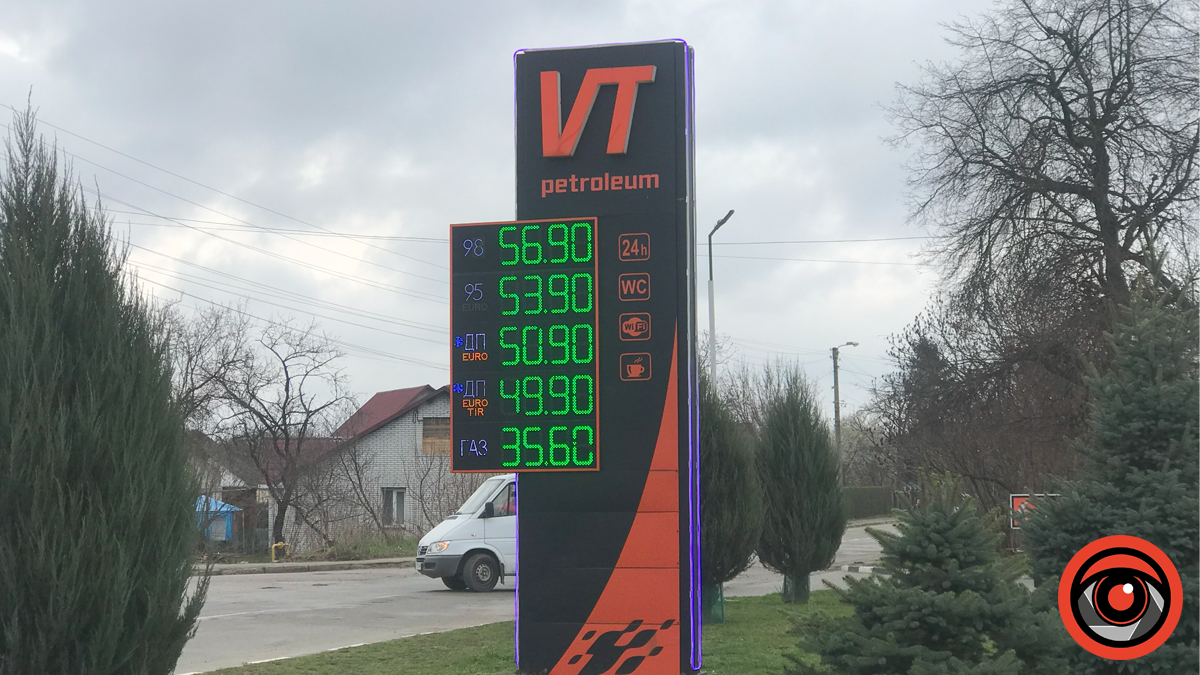 VT
petroleum
98 56.90
95 53.90
EURO
ДП 50.90
EURO
ДП 49.90
EURO
TIR
ГАЗ 35.60
24h
WC
WiFi